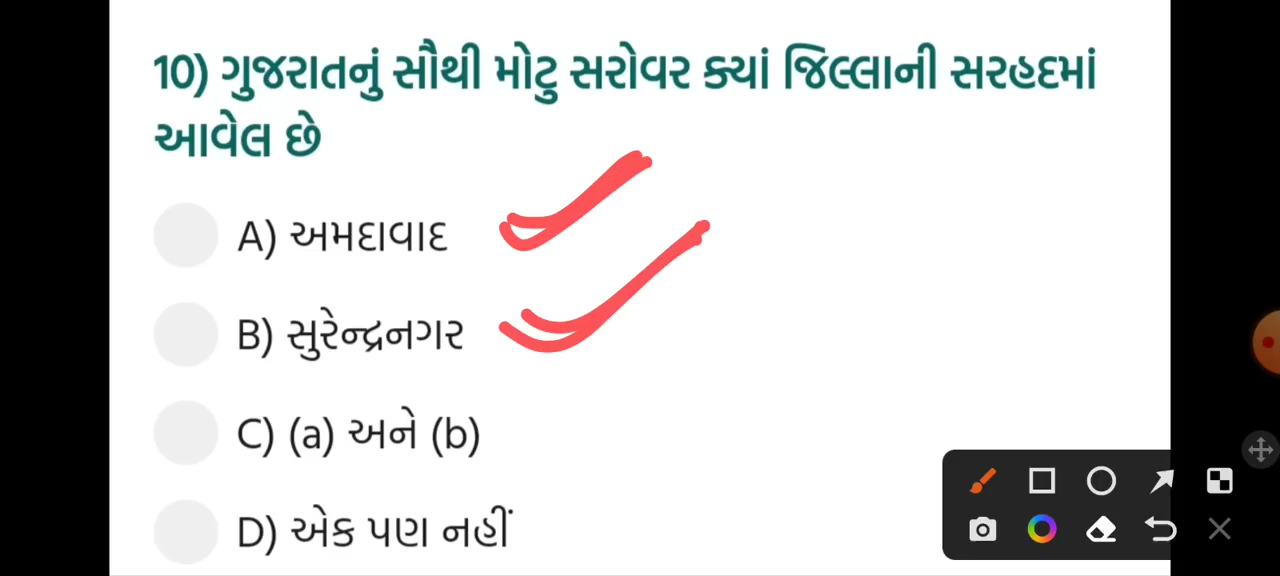 10) ગુજરાતનું સૌથી મોટુ સરોવર ક્યાં જિલ્લાની સરહદમાં
આવેલ છે
A) અમદાવાદ
B) સુરેન્દ્રનગર
C) (a) અને (b)
D) એક પણ નહીં